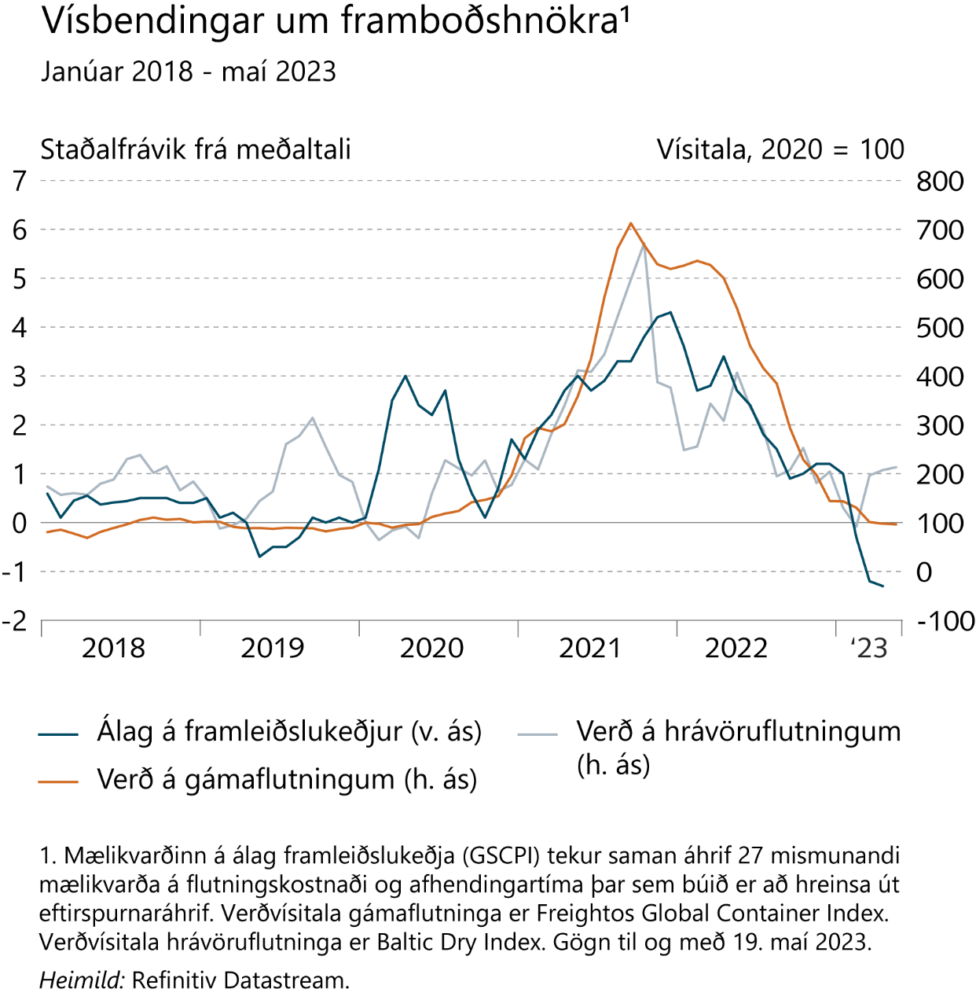 Vísbendingar um framboðshnökra¹
Janúar 2018 - maí 2023
Staðalfrávik frá meðaltali
Vísitala, 2020 = 100
7
800
6
700
5
600
4
500
3
400
2
300
1
200
0
100
-1
0
-2
-100
2018
2019
2020
2021
2022
‘23
Álag á framleiðslukeðjur (v. ás)
Verð á gámaflutningum (h. ás)
Verð á hrávöruflutningum
(h. ás)
1. Mælikvarðinn á álag framleiðslukeðja (GSCPI) tekur saman áhrif 27 mismunandi
mælikvarða á flutningskostnaði og afhendingartíma þar sem búið er að hreinsa út
eftirspurnaráhrif. Verðvísitala gámaflutninga er Freightos Global Container Index.
Verðvísitala hrávöruflutninga er Baltic Dry Index. Gögn til og með 19. maí 2023.
Heimild: Refinitiv Datastream.